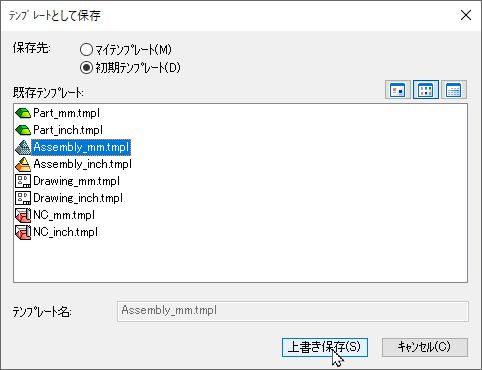 テンプレートとして保存
保存先:
マイテンプレート(M)
初期テンプレート(D)
既存テンプレート:
Part_mm.tmpl
Part_inch.tmpl
Assembly_mm.tmpl
Assembly_inch.tmpl
Drawing_mm.tmpl
Drawing_inch.tmpl
NC_mm.tmpl
NC_inch.tmpl
テンプレート名:
Assembly_mm.tmpl
上書き保存(S)
キャンセル(C)